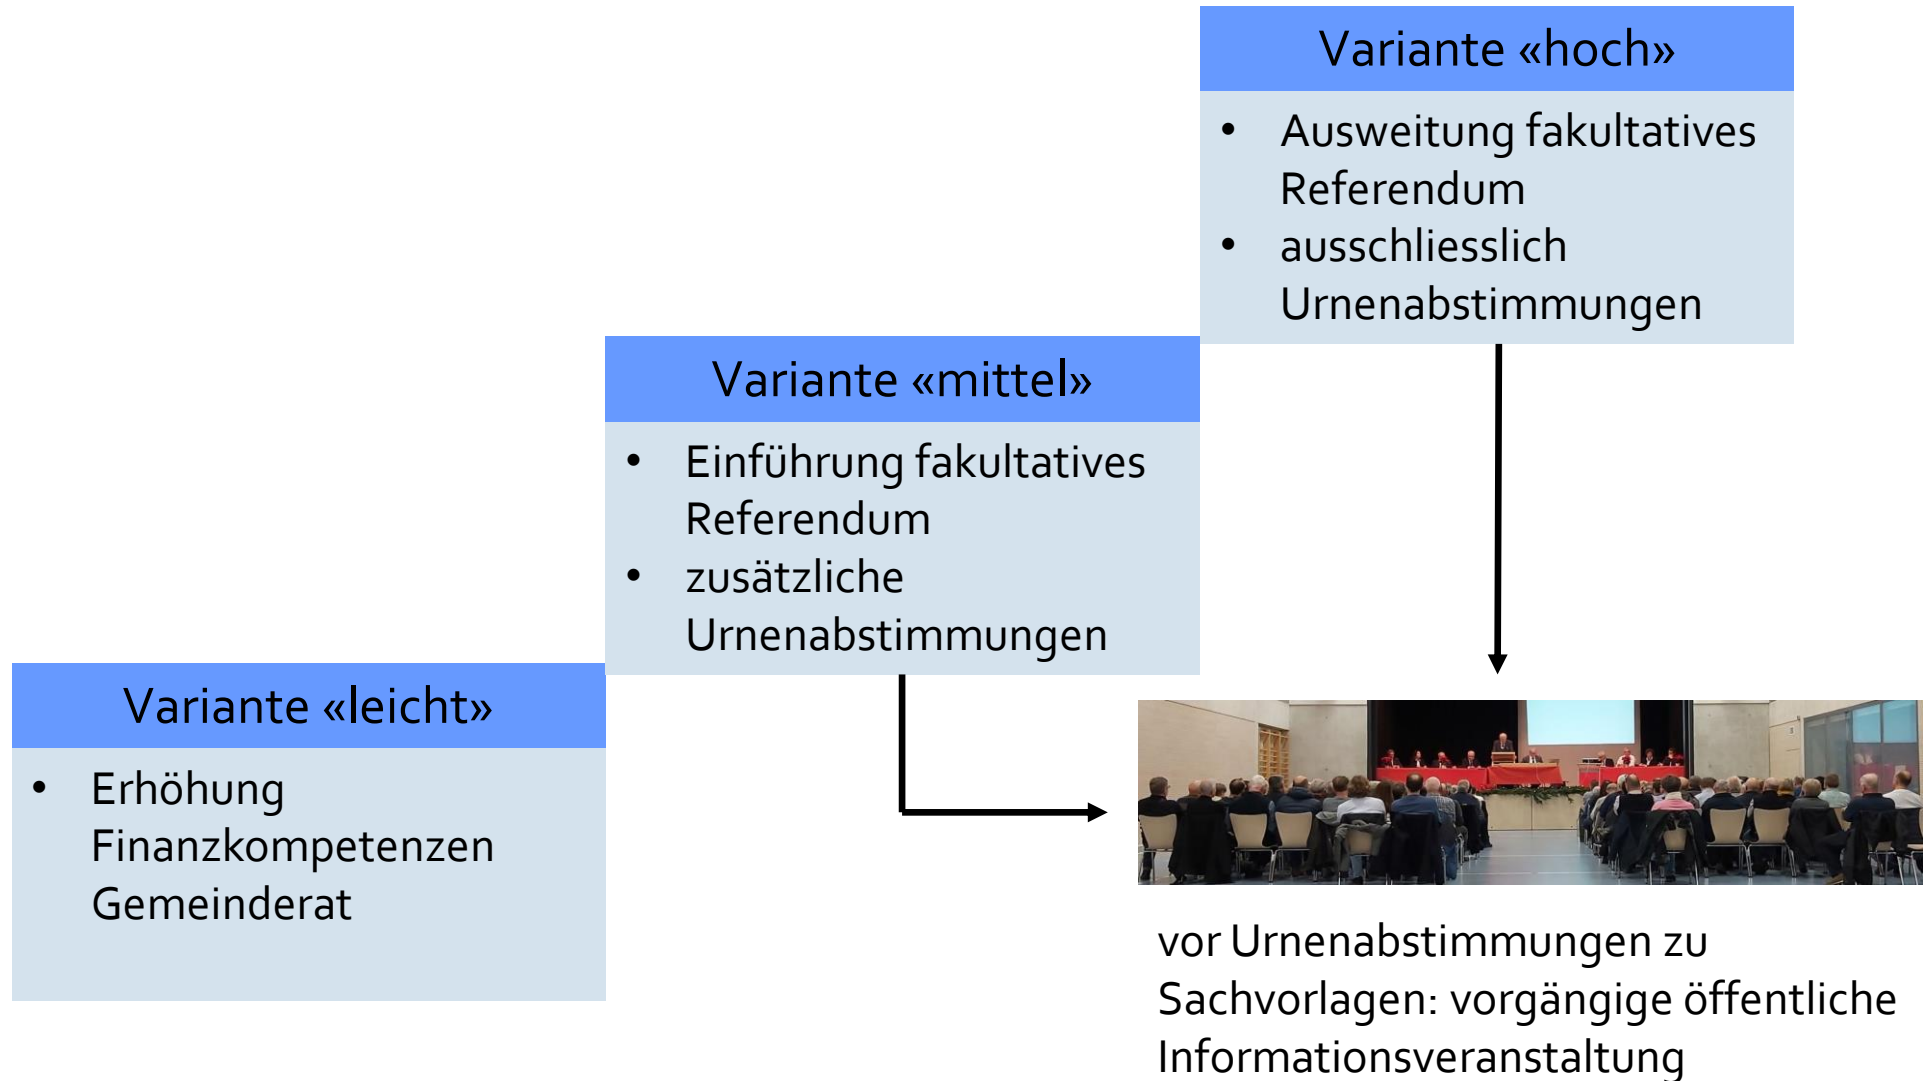 Variante «hoch»
• Ausweitung fakultatives
Referendum
• ausschliesslich
Urnenabstimmungen
Variante «mittel»
• Einführung fakultatives
Referendum
• zusätzliche
Urnenabstimmungen
Variante «leicht»
• Erhöhung
Finanzkompetenzen
Gemeinderat
vor Urnenabstimmungen zu
Sachvorlagen: vorgängige öffentliche
Informationsveranstaltung